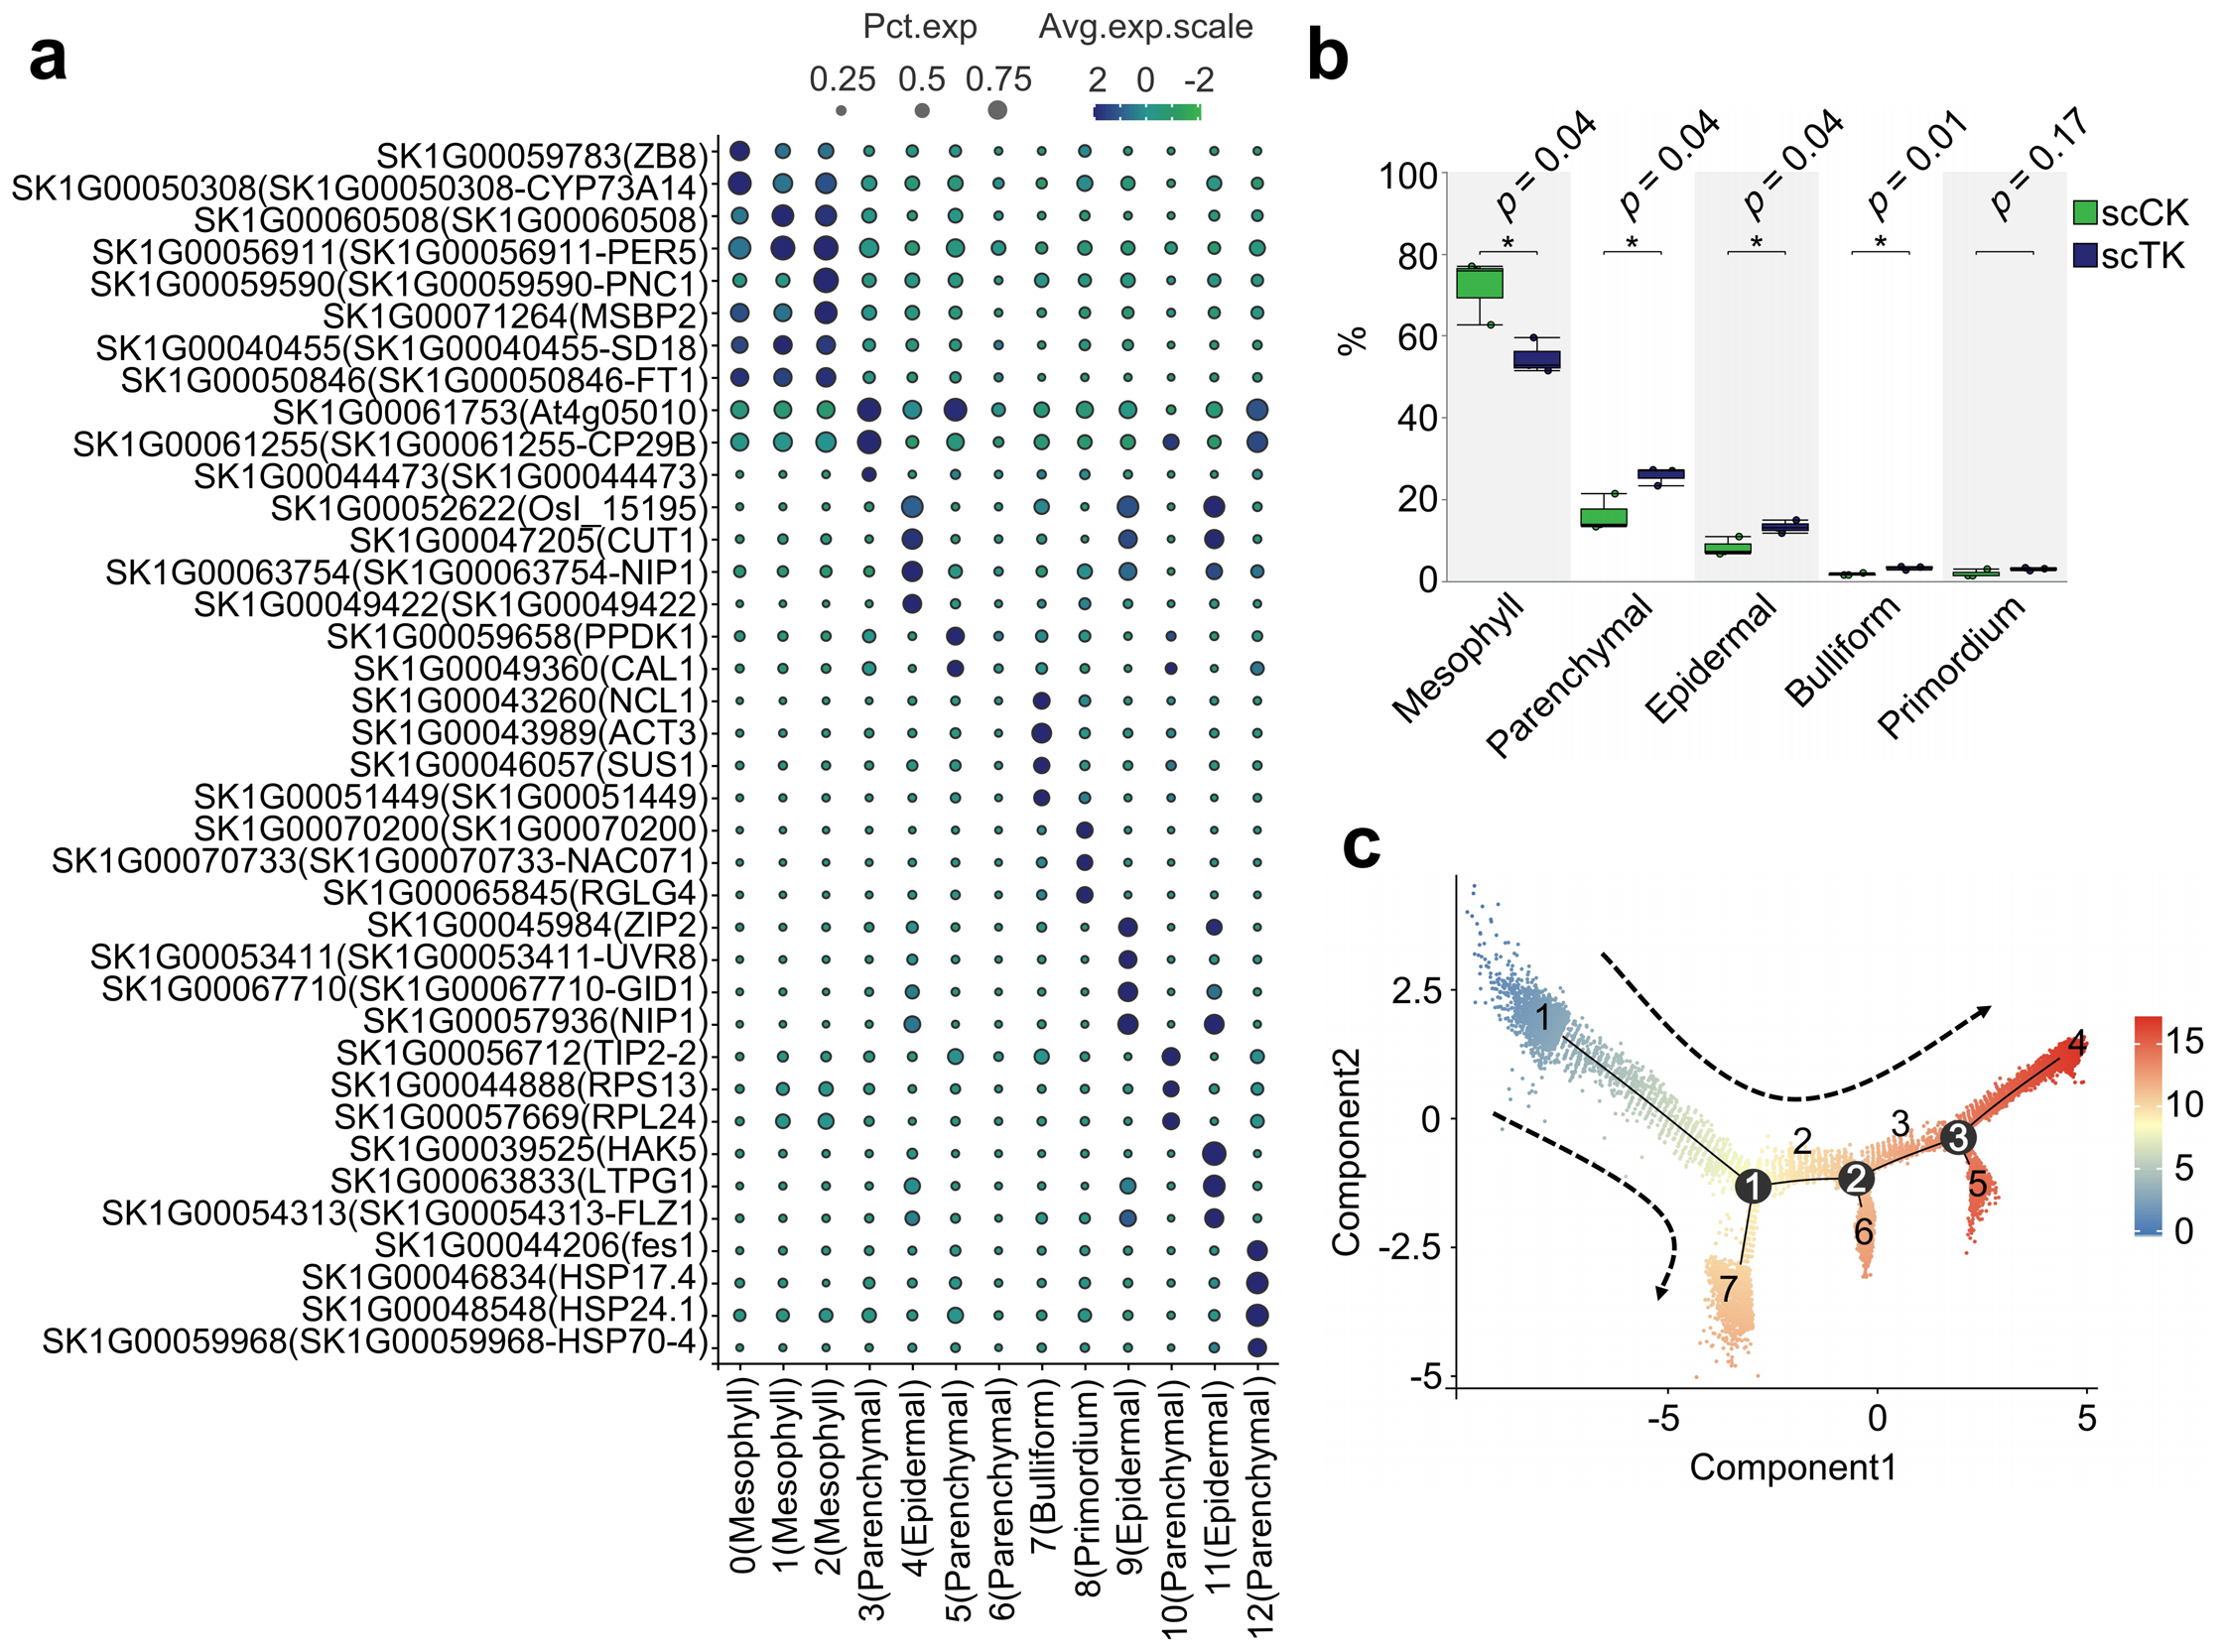 a
Pct.exp
0.25 0.5 0.75
Avg.exp.scale
2 0 -2
SK1G00059783(ZB8)
SK1G00050308(SK1G00050308-CYP73A14)
SK1G00060508(SK1G00060508)
SK1G00056911(SK1G00056911-PER5)
SK1G00059590(SK1G00059590-PNC1)
SK1G00071264(MSBP2)
SK1G00040455(SK1G00040455-SD18)
SK1G00050846(SK1G00050846-FT1)
SK1G00061753(At4g05010)
SK1G00061255(SK1G00061255-CP29B)
SK1G00044473(SK1G00044473)
SK1G00052622(OsI_15195)
SK1G00047205(CUT1)
SK1G00063754(SK1G00063754-NIP1)
SK1G00049422(SK1G00049422)
SK1G00059658(PPDK1)
SK1G00049360(CAL1)
SK1G00043260(NCL1)
SK1G00043989(ACT3)
SK1G00046057(SUS1)
SK1G00051449(SK1G00051449)
SK1G00070200(SK1G00070200)
SK1G00070733(SK1G00070733-NAC071)
SK1G00065845(RGLG4)
SK1G00045984(ZIP2)
SK1G00053411(SK1G00053411-UVR8)
SK1G00067710(SK1G00067710-GID1)
SK1G00057936(NIP1)
SK1G00056712(TIP2-2)
SK1G00044888(RPS13)
SK1G00057669(RPL24)
SK1G00039525(HAK5)
SK1G00063833(LTPG1)
SK1G00054313(SK1G00054313-FLZ1)
SK1G00044206(fes1)
SK1G00046834(HSP17.4)
SK1G00048548(HSP24.1)
SK1G00059968(SK1G00059968-HSP70-4)
0(Mesophyll)
1(Mesophyll)
2(Mesophyll)
3(Parenchymal)
4(Epidermal)
5(Parenchymal)
6(Parenchymal)
7(Bulliform)
8(Primordium)
9(Epidermal)
10(Parenchymal)
11(Epidermal)
12(Parenchymal)
b
p = 0.04
p = 0.04
p = 0.04
p = 0.01
p = 0.17
* * * *
scCK
scTK
%
100
80
60
40
20
0
Mesophyll
Parenchymal
Epidermal
Bulliform
Primordium
c
Component2
2.5
0
-2.5
-5
1
2
3
4
5
6
7
1
2
3
-5 0 5
Component1
15
10
5
0